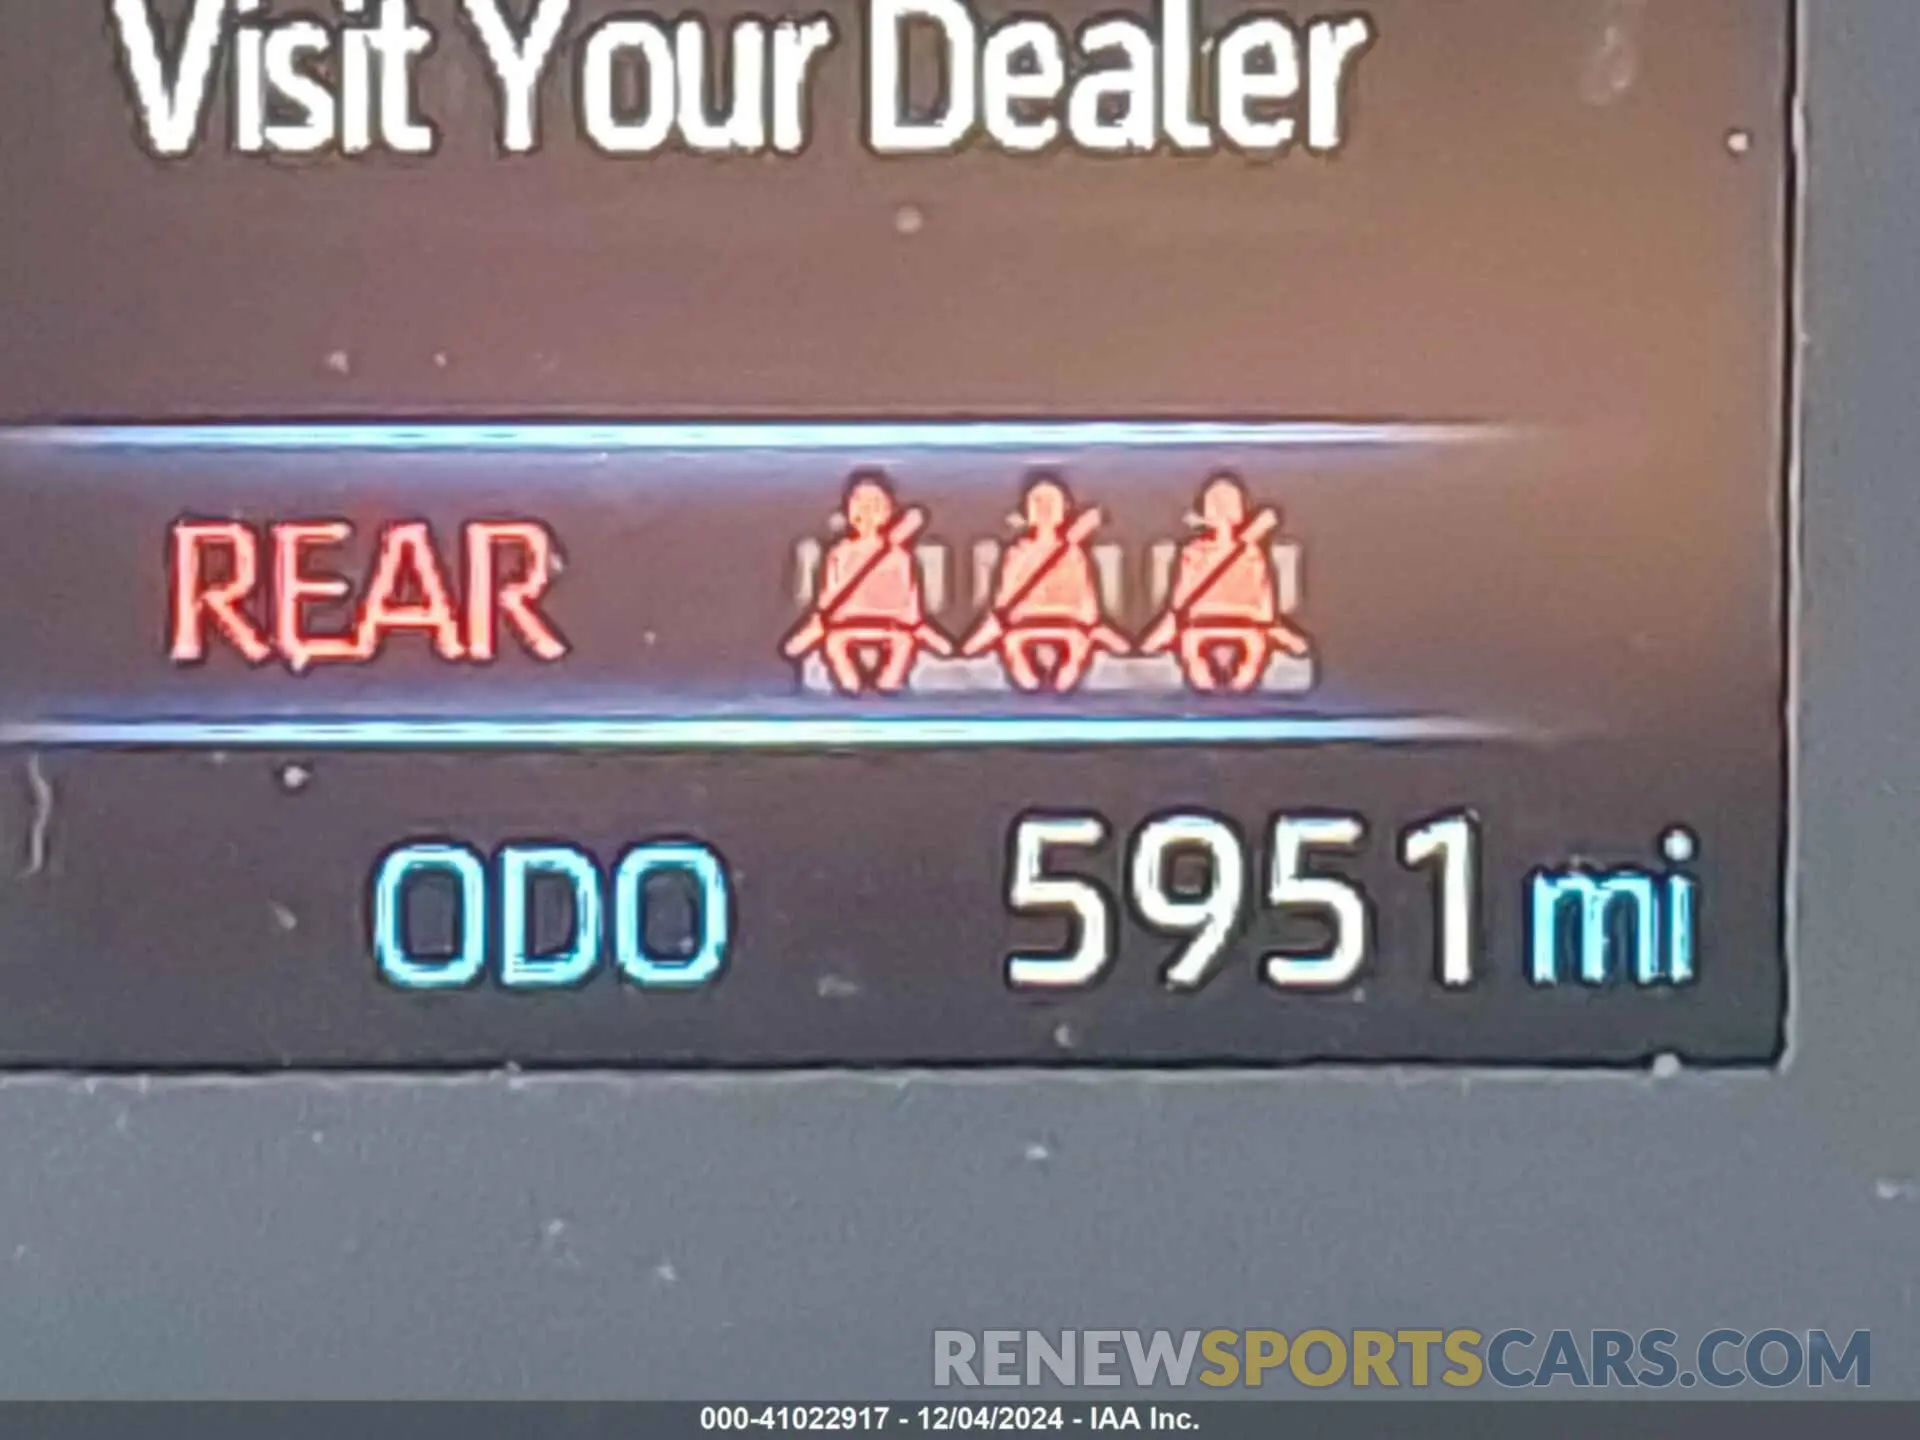 Visit Your Dealer
REAR
ODO 5951 mi
RENEWSPORTSCARS.COM
000-41022917 - 12/04/2024 - IAA Inc.